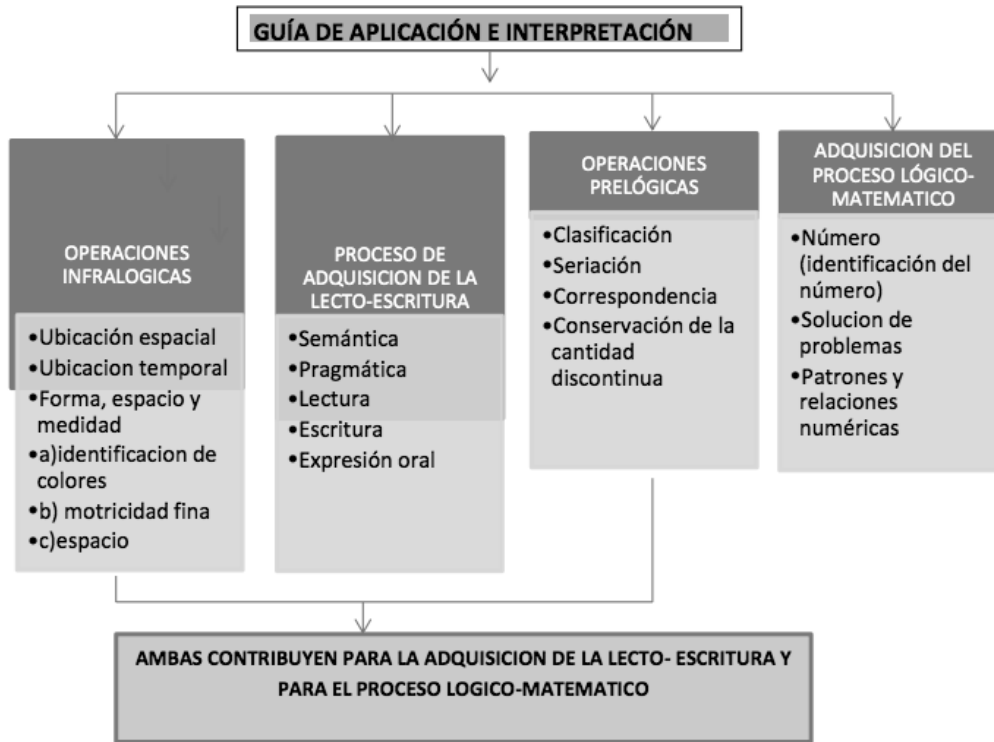 GUÍA DE APLICACIÓN E INTERPRETACIÓN
OPERACIONES
INFRALOGICAS
•Ubicación espacial
•Ubicacion temporal
•Forma, espacio y
medidad
•a)identificacion de
colores
•b) motricidad fina
•c)espacio
PROCESO DE
ADQUISICION DE LA
LECTO-ESCRITURA
•Semántica
•Pragmática
•Lectura
•Escritura
•Expresión oral
OPERACIONES
PRELÓGICAS
•Clasificación
•Seriación
•Correspondencia
•Conservación de la
cantidad
discontinua
ADQUISICION DEL
PROCESO LÓGICO-
MATEMATICO
•Número
(identificación del
número)
•Solucion de
problemas
•Patrones y
relaciones
numéricas
AMBAS CONTRIBUYEN PARA LA ADQUISICION DE LA LECTO- ESCRITURA Y
PARA EL PROCESO LOGICO-MATEMATICO